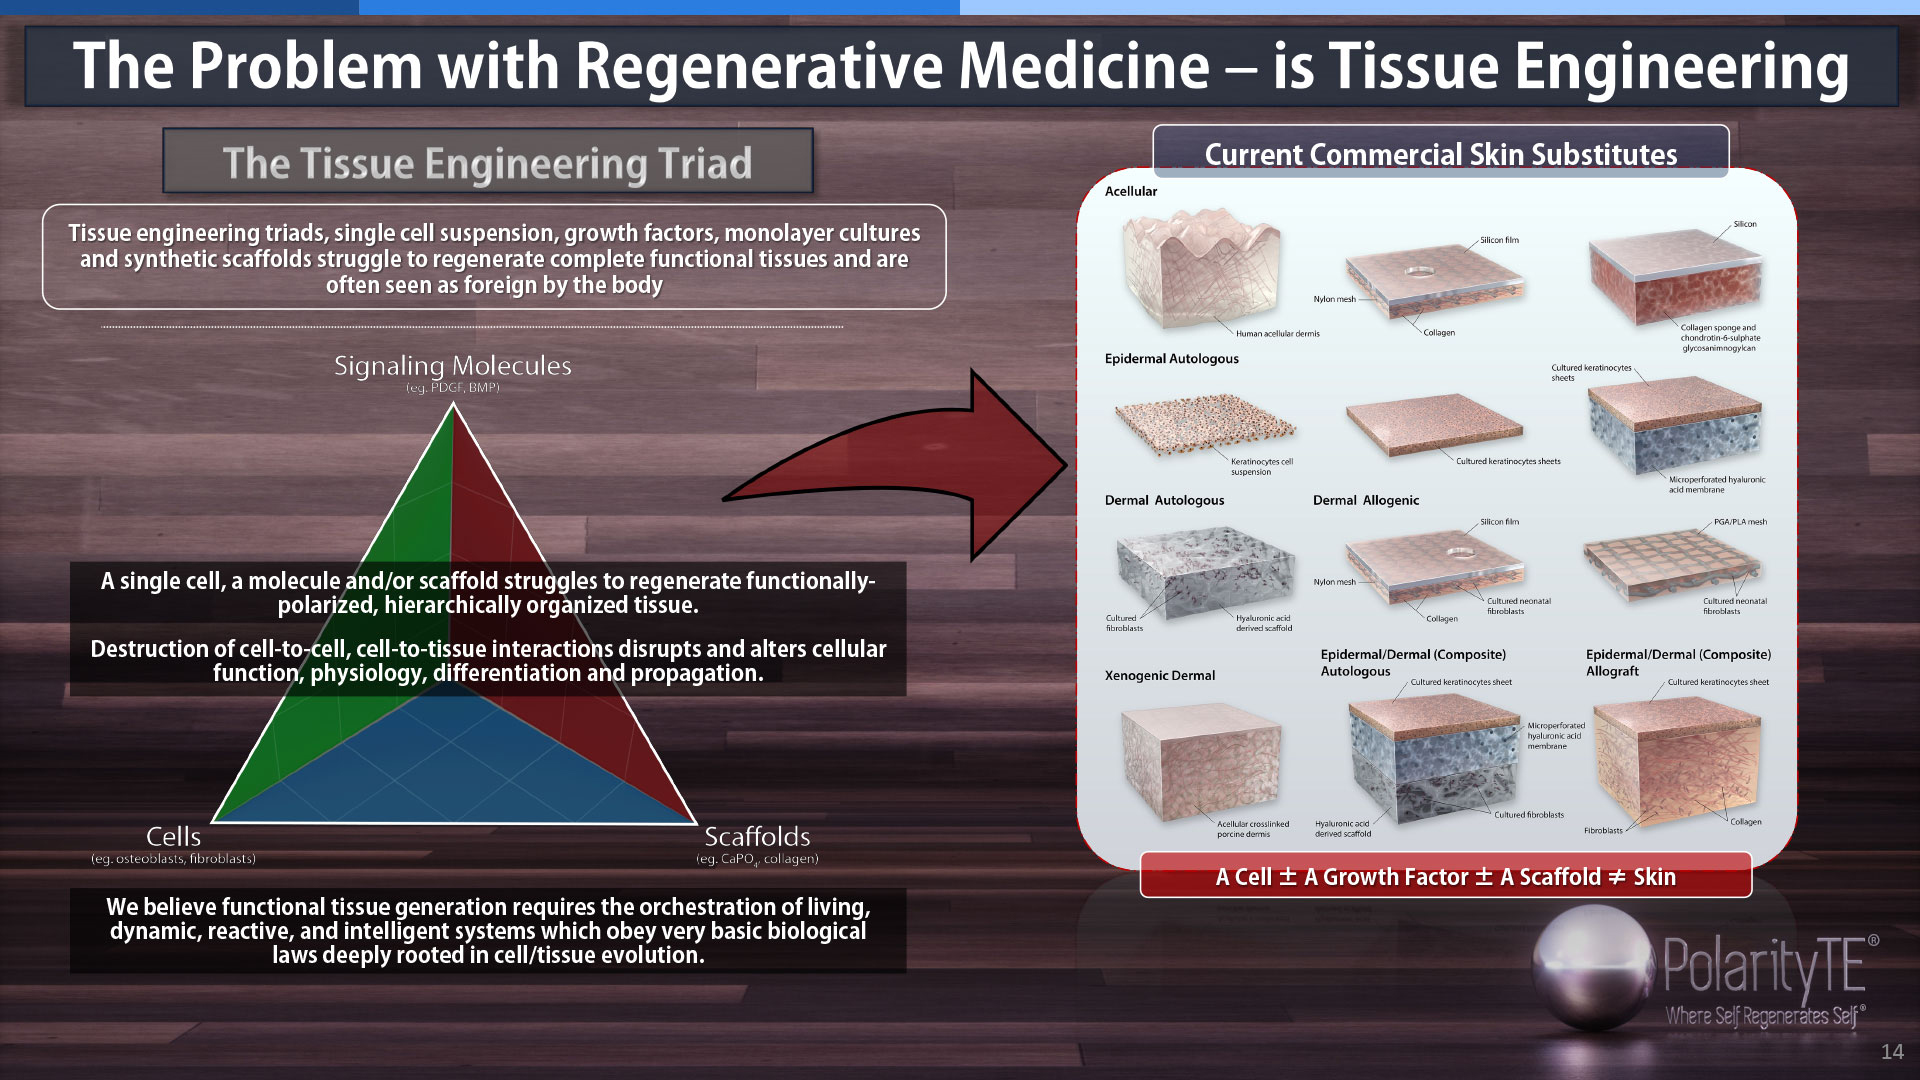 The Problem with Regenerative Medicine – is Tissue Engineering
The Tissue Engineering Triad
Tissue engineering triads, single cell suspension, growth factors, monolayer cultures
and synthetic scaffolds struggle to regenerate complete functional tissues and are
often seen as foreign by the body
Signaling Molecules
(eg. PDGF, BMP)
A single cell, a molecule and/or scaffold struggles to regenerate functionally-
polarized, hierarchically organized tissue.
Destruction of cell-to-cell, cell-to-tissue interactions disrupts and alters cellular
function, physiology, differentiation and propagation.
Cells
(eg. osteoblasts, fibroblasts)
Scaffolds
(eg. CaPO4, collagen)
We believe functional tissue generation requires the orchestration of living,
dynamic, reactive, and intelligent systems which obey very basic biological
laws deeply rooted in cell/tissue evolution.
Current Commercial Skin Substitutes
Acellular
Human acellular dermis
Silicon film
Nylon mesh
Collagen
Silicon
Collagen sponge and
chondrotin-6-sulphate
glycosanimnogylcan
Epidermal Autologous
Keratinocytes cell
suspension
Cultured keratinocytes sheets
Cultured keratinocytes
sheets
Microperforated hyaluronic
acid membrane
Dermal Autologous
Cultured
fibroblasts
Hyaluronic acid
derived scaffold
Dermal Allogenic
Silicon film
Nylon mesh
Collagen
Cultured neonatal
fibroblasts
PGA/PLA mesh
Cultured neonatal
fibroblasts
Xenogenic Dermal
Acellular crosslinked
porcine dermis
Epidermal/Dermal (Composite)
Autologous
Cultured keratinocytes sheet
Microperforated
hyaluronic acid
membrane
Hyaluronic acid
derived scaffold
Cultured fibroblasts
Epidermal/Dermal (Composite)
Allograft
Cultured keratinocytes sheet
Fibroblasts
Collagen
A Cell ± A Growth Factor ± A Scaffold ≠ Skin
PolarityTE®
Where Self Regenerates Self®
14